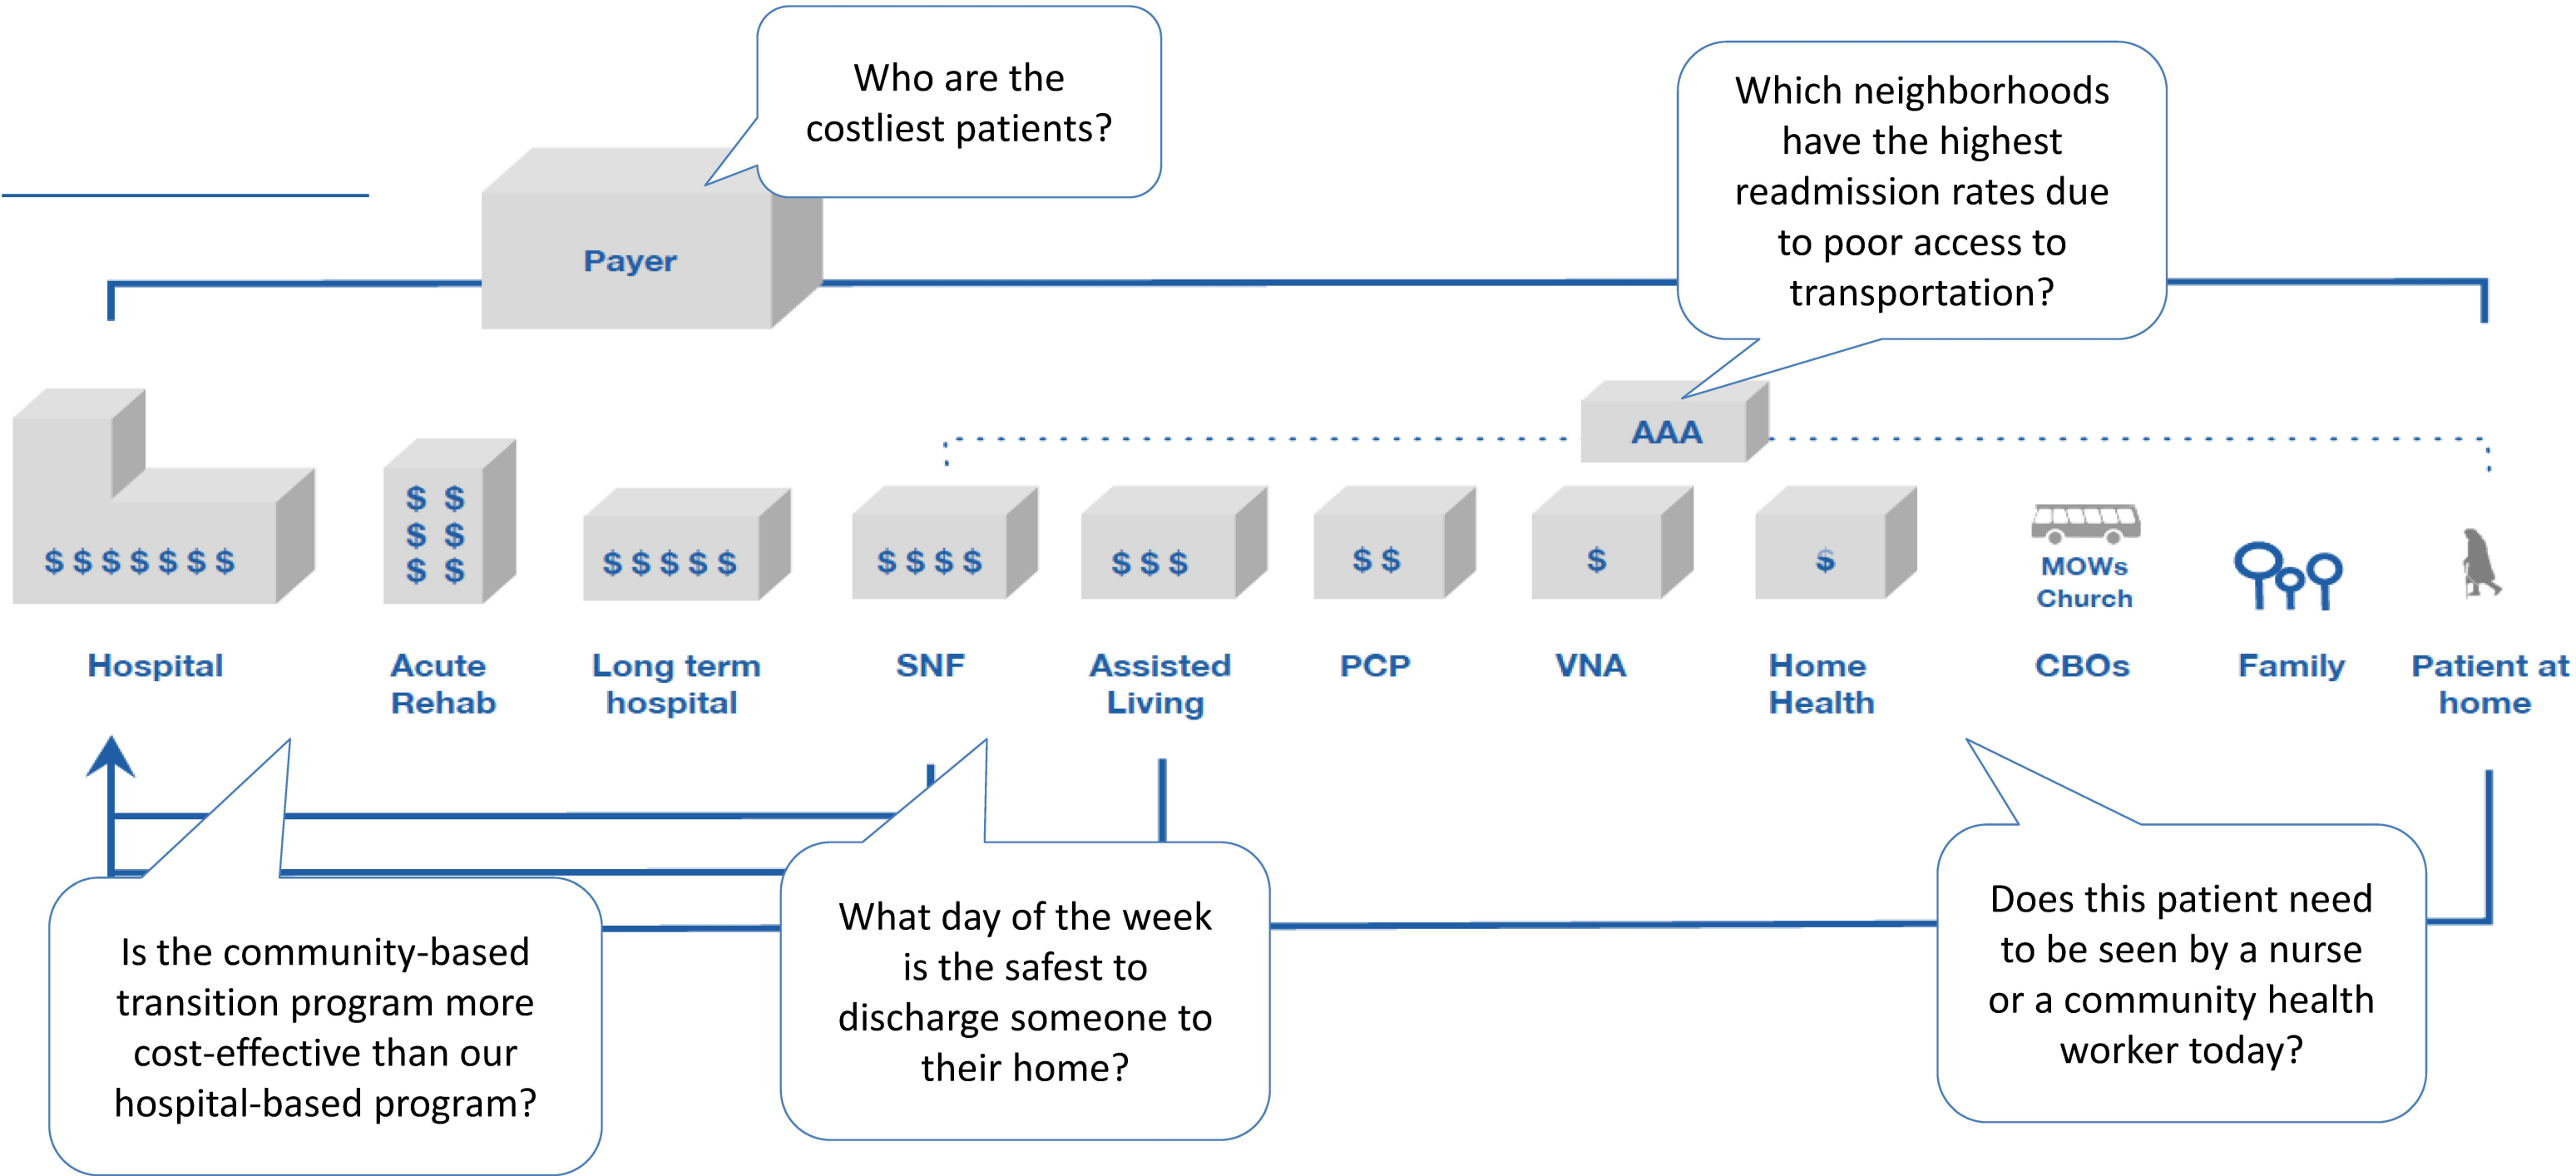 Who are the
costliest patients?
Which neighborhoods
have the highest
readmission rates due
to poor access to
transportation?
Payer
AAA
$ $ $ $ $ $ $
$ $
$ $
$ $
$ $ $ $ $
$ $ $ $
$ $ $
$ $
$
$
MOWs
Church
Hospital
Acute
Rehab
Long term
hospital
SNF
Assisted
Living
PCP
VNA
Home
Health
CBOs
Family
Patient at
home
Is the community-based
transition program more
cost-effective than our
hospital-based program?
What day of the week
is the safest to
discharge someone to
their home?
Does this patient need
to be seen by a nurse
or a community health
worker today?